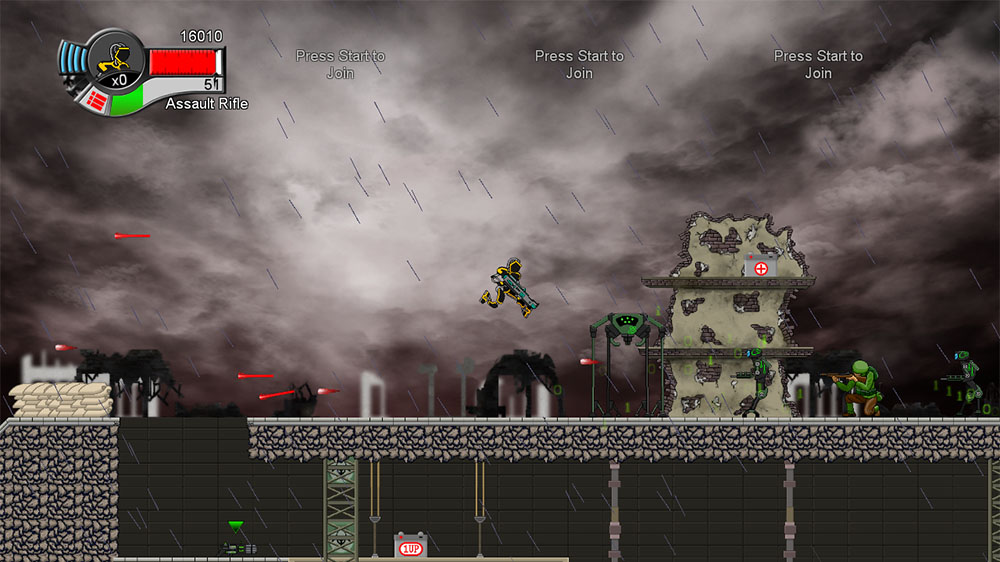 16010
Press Start to
Join
Press Start to
Join
Press Start to
Join
x0
51
Assault Rifle
1UP